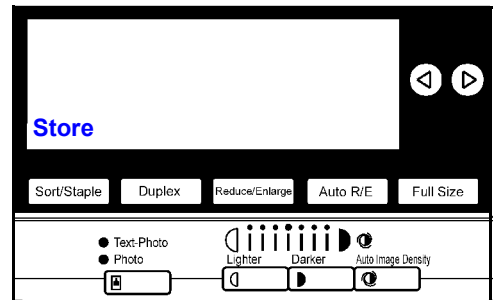 Store
Sort/Staple Duplex Reduce/Enlarge Auto R/E Full Size
Text-Photo
Photo
Lighter Darker Auto Image Density